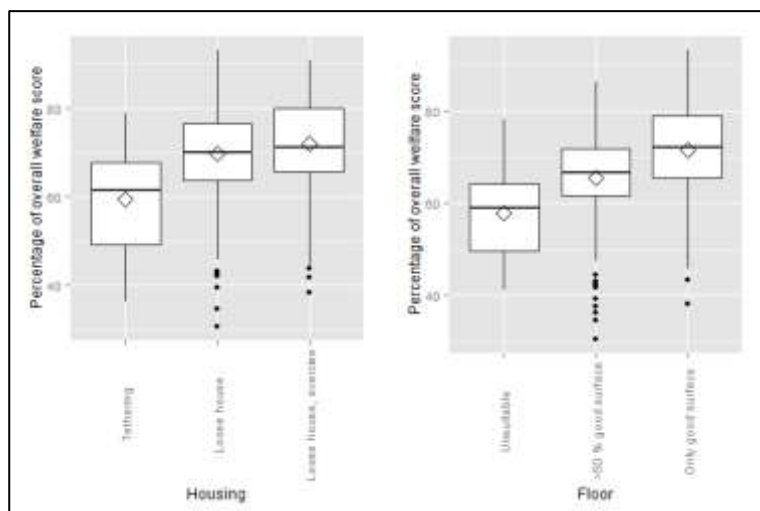 Percentage of overall welfare score
80
60
40
Tethering
Loose house
Loose house, exercise
Housing
Percentage of overall welfare score
80
60
40
Unsuitable
>50 % good surface
Only good surface
Floor